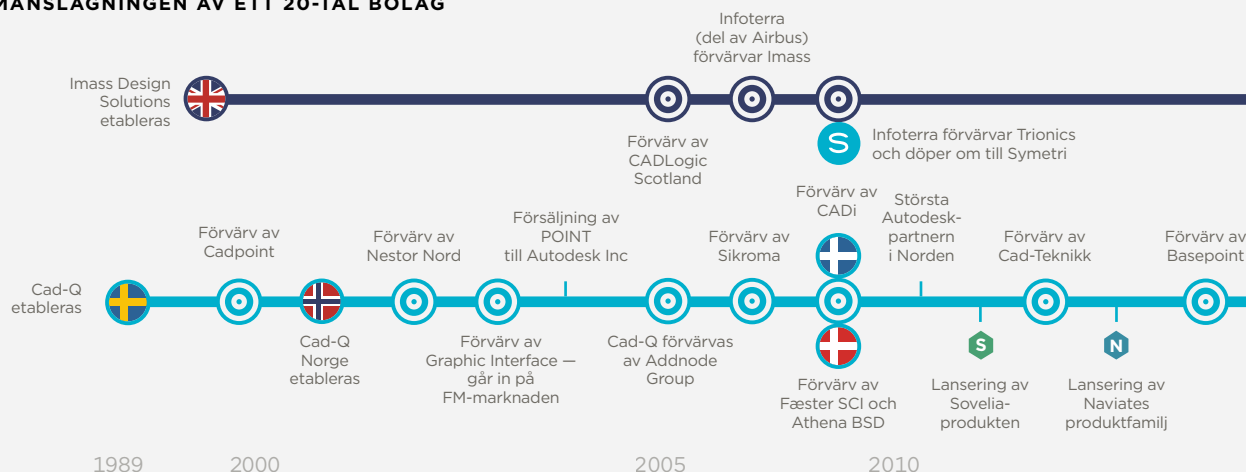 MANSLAGNINGEN AV ETT 20-TAL BOLAG
Infoterra
(del av Airbus)
förvärvar Imass
Imass Design
Solutions
etableras
Förvärv av
CADLogic
Scotland
S
Infoterra förvärvar Trionics
och döper om till Symetri
Förvärv av
CADi
Största
Autodesk-
partnern
i Norden
Försäljning av
POINT
till Autodesk Inc
Förvärv av
Cadpoint
Förvärv av
Nestor Nord
Förvärv av
Sikroma
Förvärv av
Cad-Teknikk
Förvärv av
Basepoint
Cad-Q
etableras
Cad-Q
Norge
etableras
Förvärv av
Graphic Interface —
går in på
FM-marknaden
Cad-Q förvärvas
av Addnode
Group
Förvärv av
Fæster SCI och
Athena BSD
S
Lansering av
Sovelia-
produkten
N
Lansering av
Naviates
produktfamilj
1989
2000
2005
2010